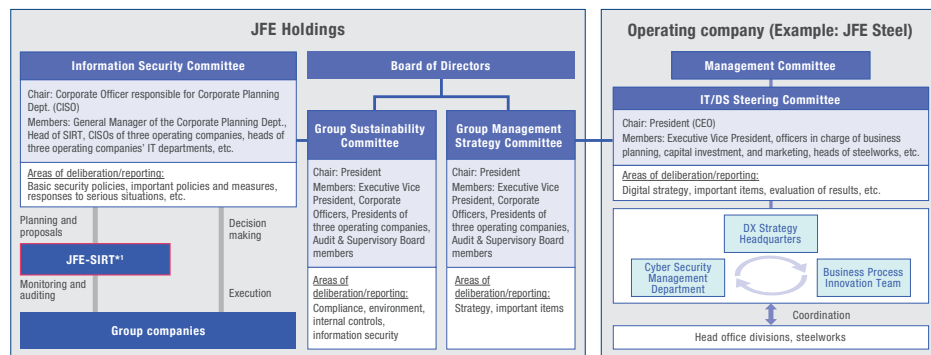 JFE Holdings
Information Security Committee
Chair: Corporate Officer responsible for Corporate Planning
Dept. (CISO)
Members: General Manager of the Corporate Planning Dept.,
Head of SIRT, CISOs of three operating companies, heads of
three operating companies' IT departments, etc.
Areas of deliberation/reporting:
Basic security policies, important policies and measures,
responses to serious situations, etc.
Planning and
proposals
Decision
making
JFE-SIRT*1
Monitoring and
auditing
Execution
Group companies
Board of Directors
Group Sustainability
Committee
Chair: President
Members: Executive Vice
President, Corporate
Officers, Presidents of
three operating companies,
Audit & Supervisory Board
members
Areas of
deliberation/reporting:
Compliance, environment,
internal controls,
information security
Group Management
Strategy Committee
Chair: President
Members: Executive Vice
President, Corporate
Officers, Presidents of
three operating companies,
Audit & Supervisory Board
members
Areas of
deliberation/reporting:
Strategy, important items
Operating company (Example: JFE Steel)
Management Committee
IT/DS Steering Committee
Chair: President (CEO)
Members: Executive Vice President, officers in charge of business
planning, capital investment, and marketing, heads of steelworks, etc.
Areas of deliberation/reporting:
Digital strategy, important items, evaluation of results, etc.
DX Strategy
Headquarters
Cyber Security
Management
Department
Business Process
Innovation Team
Coordination
Head office divisions, steelworks